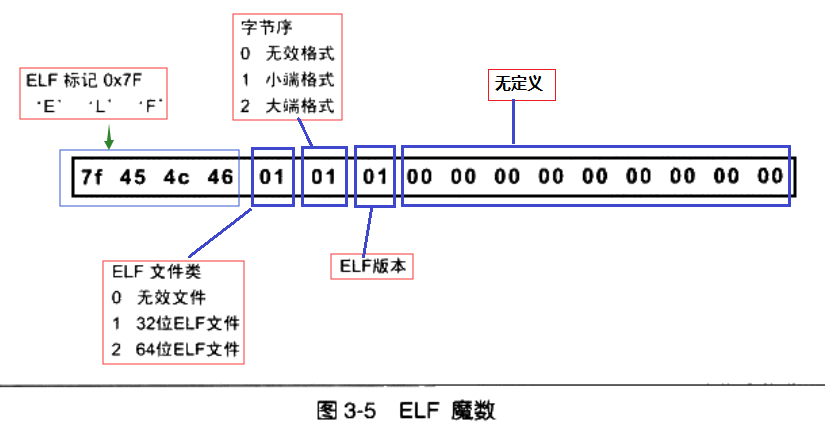 字节序
0 无效格式
1 小端格式
2 大端格式
ELF 标记 0x7F
'E' 'L' 'F'
无定义
7f 45 4c 46 01 01 01 00 00 00 00 00 00 00 00 00
ELF 文件类
0 无效文件
1 32位ELF文件
2 64位ELF文件
ELF版本
图 3-5 ELF 魔数